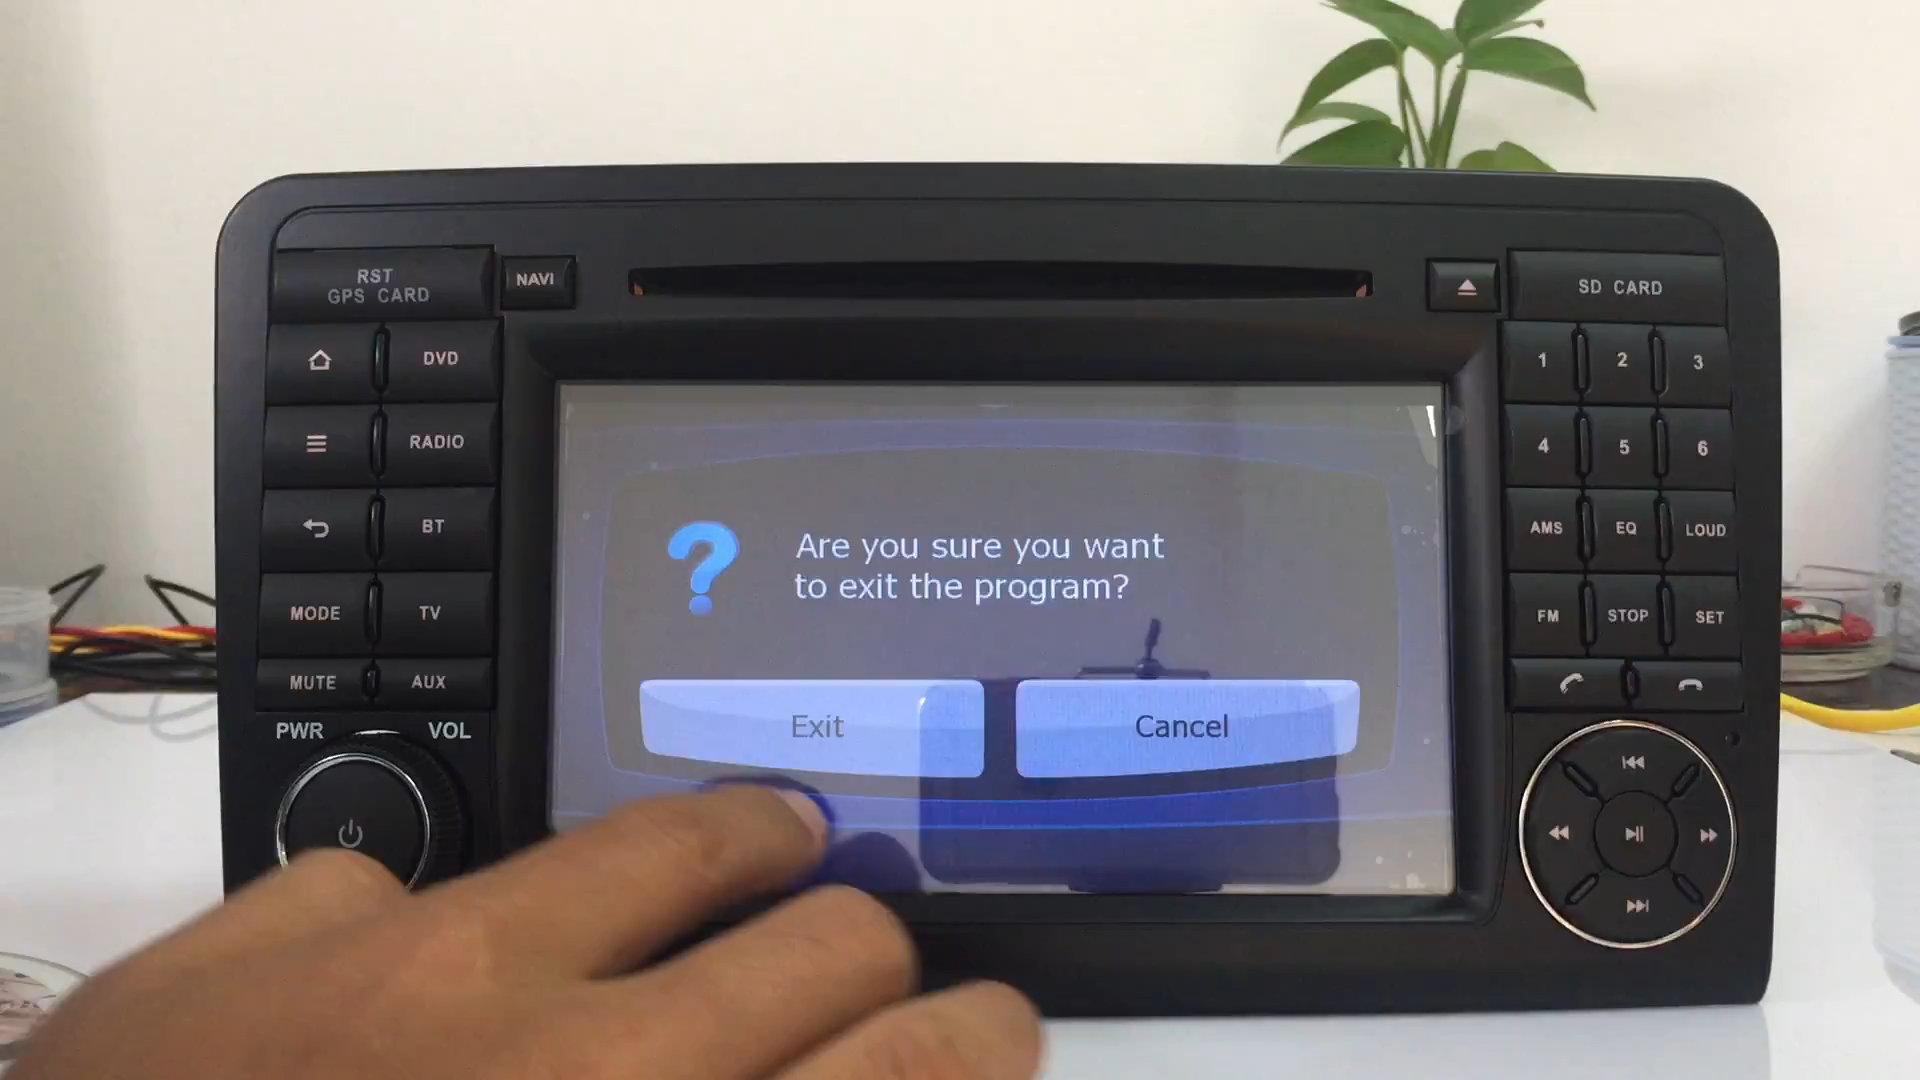 RST
GPS CARD
NAVI
SD CARD
DVD
1
2
3
RADIO
4
5
6
BT
AMS
EQ
LOUD
Are you sure you want
to exit the program?
MODE
TV
FM
STOP
SET
MUTE
AUX
PWR
VOL
Exit
Cancel